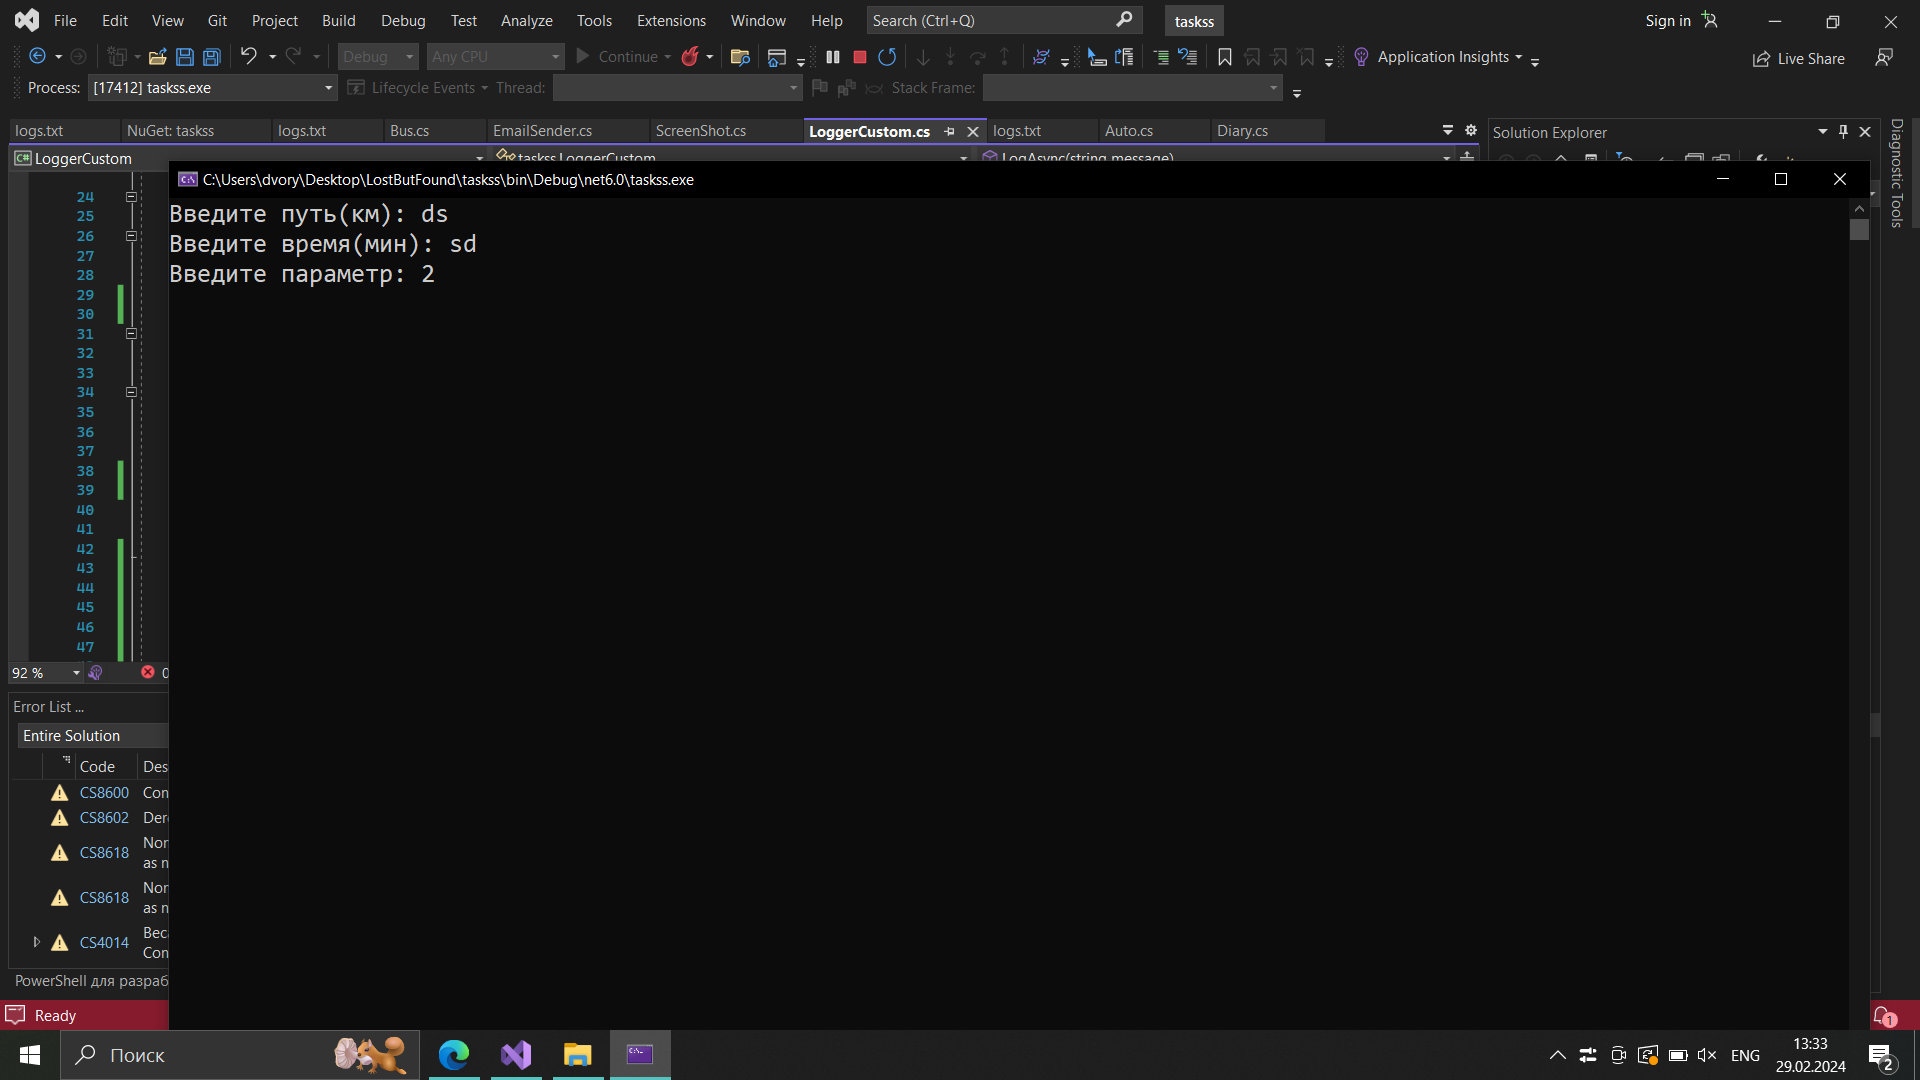 File Edit View Git Project Build Debug Test Analyze Tools Extensions Window Help Search (Ctrl+Q) taskss Sign in
Debug Any CPU Continue Application Insights Live Share
Process: [17412] taskss.exe Lifecycle Events Thread: Stack Frame:
logs.txt NuGet: taskss logs.txt Bus.cs EmailSender.cs ScreenShot.cs LoggerCustom.cs logs.txt Auto.cs Diary.cs Solution Explorer
Diagnostic Tools
C# LoggerCustom taskss.LoggerCustom LogAsync(string message)
C:\Users\dvory\Desktop\LostButFound\taskss\bin\Debug\net6.0\taskss.exe
Введите путь(км): ds
Введите время(мин): sd
Введите параметр: 2
24
25
26
27
28
29
30
31
32
33
34
35
36
37
38
39
40
41
42
43
44
45
46
47
92 % 0
Error List ...
Entire Solution
Code Des
CS8600 Con
CS8602 Der
CS8618 Nor
as n
CS8618 Nor
as n
CS4014 Beca
Con
PowerShell для разраб
Ready 1
Поиск ENG 13:33
29.02.2024 2